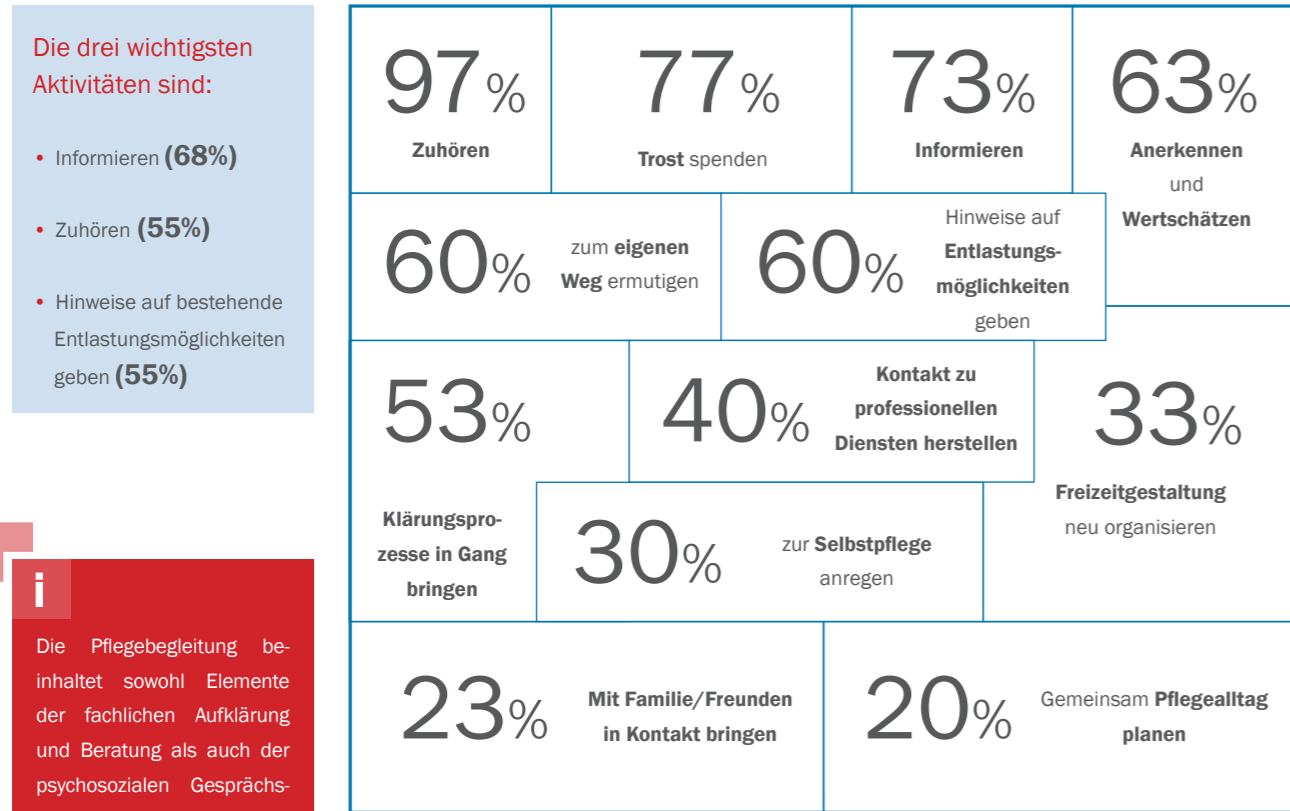 Die drei wichtigsten
Aktivitäten sind:
• Informieren (68%)
• Zuhören (55%)
• Hinweise auf bestehende
Entlastungsmöglichkeiten
geben (55%)
i
Die Pflegebegleitung be-
inhaltet sowohl Elemente
der fachlichen Aufklärung
und Beratung als auch der
psychosozialen Gesprächs-
97%
Zuhören
77%
Trost spenden
73%
Informieren
63%
Anerkennen
und
Wertschätzen
60%
zum eigenen
Weg ermutigen
60%
Hinweise auf
Entlastungs-
möglichkeiten
geben
53%
Klärungspro-
zesse in Gang
bringen
40%
Kontakt zu
professionellen
Diensten herstellen
33%
Freizeitgestaltung
neu organisieren
30%
zur Selbstpflege
anregen
23%
Mit Familie/Freunden
in Kontakt bringen
20%
Gemeinsam Pflegealltag
planen